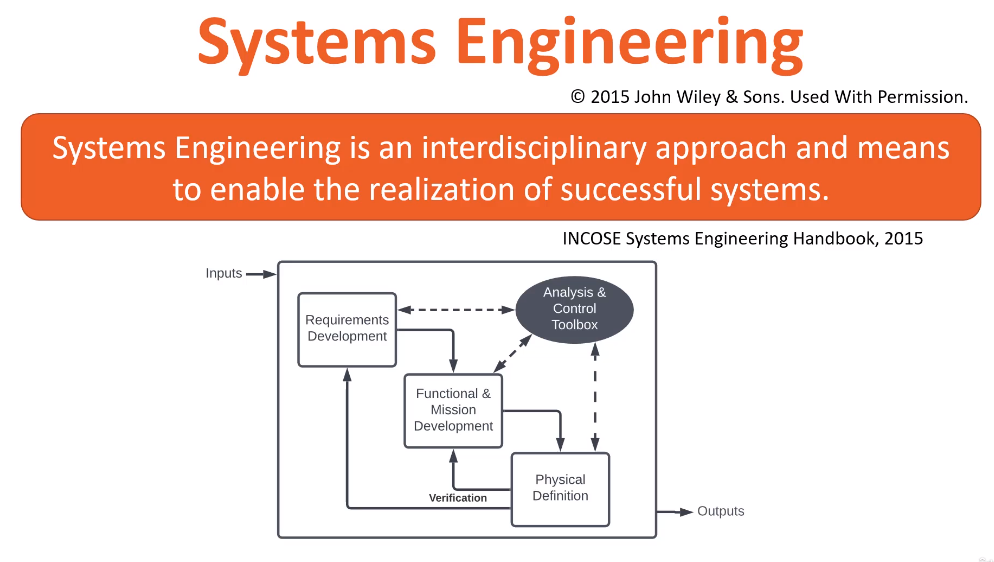 Systems Engineering
© 2015 John Wiley & Sons. Used With Permission.
Systems Engineering is an interdisciplinary approach and means
to enable the realization of successful systems.
INCOSE Systems Engineering Handbook, 2015
Inputs
Analysis &
Control
Toolbox
Requirements
Development
Functional &
Mission
Development
Physical
Definition
Verification
Outputs